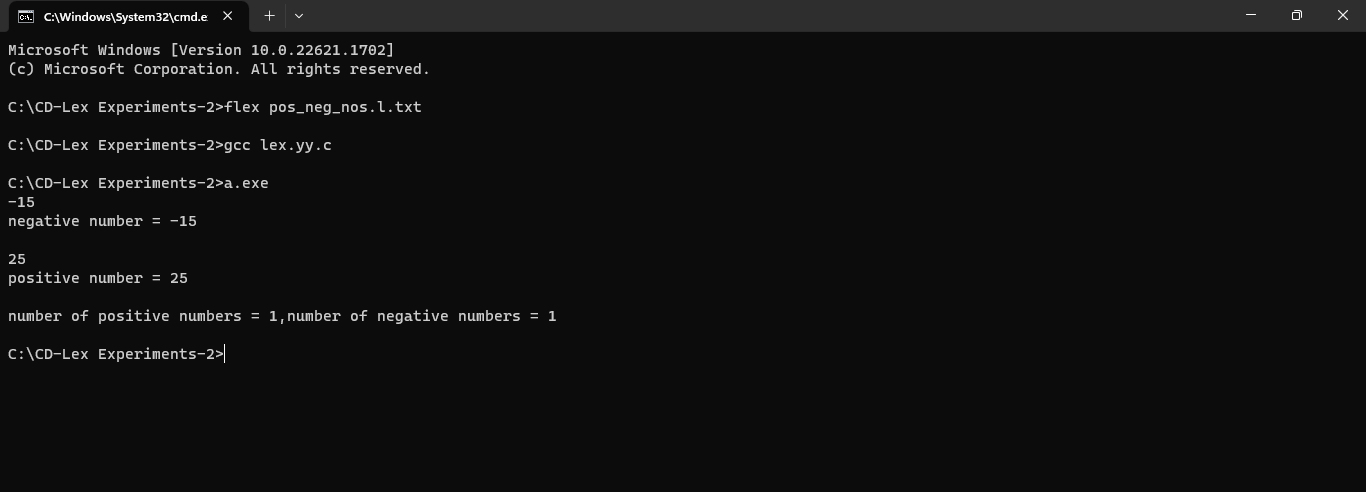 C:\Windows\System32\cmd.e
Microsoft Windows [Version 10.0.22621.1702]
(c) Microsoft Corporation. All rights reserved.
C:\CD-Lex Experiments-2>flex pos_neg_nos.l.txt
C:\CD-Lex Experiments-2>gcc lex.yy.c
C:\CD-Lex Experiments-2>a.exe
-15
negative number = -15
25
positive number = 25
number of positive numbers = 1,number of negative numbers = 1
C:\CD-Lex Experiments-2>